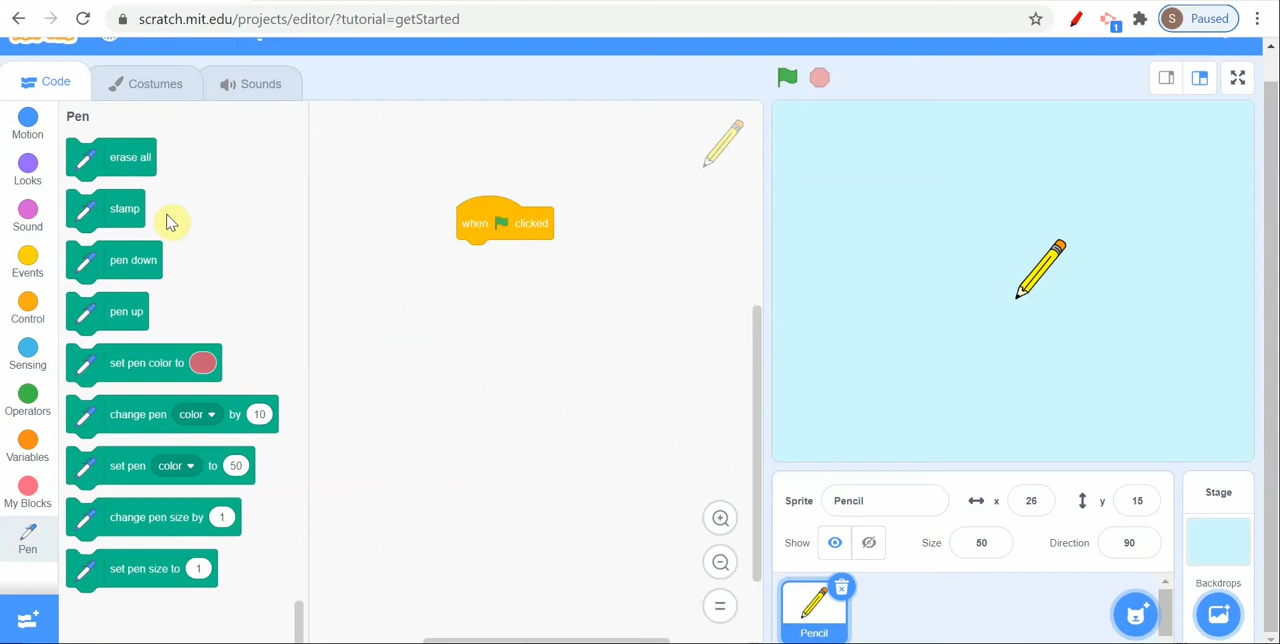 scratch.mit.edu/projects/editor/?tutorial=getStarted
1
S
Paused
Code
Costumes
Sounds
Motion
Looks
Sound
Events
Control
Sensing
Operators
Variables
My Blocks
Pen
Pen
erase all
stamp
pen down
pen up
set pen color to
change pen color by 10
set pen color to 50
change pen size by 1
set pen size to 1
when clicked
Sprite Pencil x 26 y 15
Show Size 50 Direction 90
Pencil
Stage
Backdrops